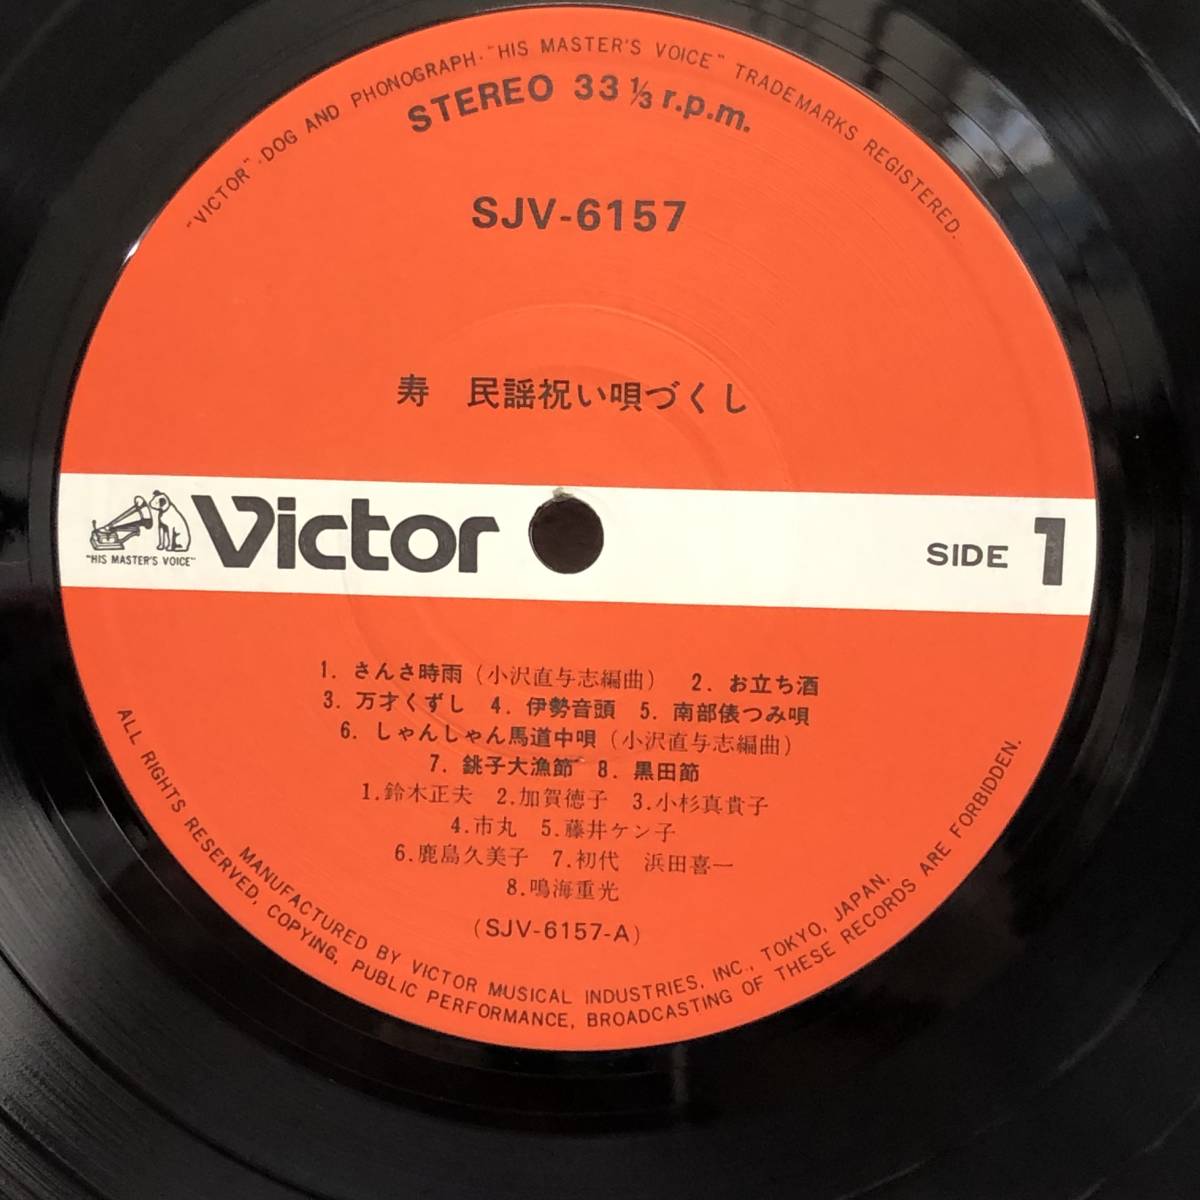 "VICTOR"·DOG AND PHONOGRAPH·"HIS MASTER'S VOICE" TRADEMARKS REGISTERED.
STEREO 33 1/3 r.p.m.
SJV-6157
寿 民謡祝い唄づくし
"HIS MASTER'S VOICE"
Victor
SIDE 1
1. さんさ時雨(小沢直与志編曲) 2. お立ち酒
3. 万才くずし 4. 伊勢音頭 5. 南部俵つみ唄
6. しゃんしゃん馬道中唄(小沢直与志編曲)
7. 銚子大漁節 8. 黒田節
1.鈴木正夫 2.加賀徳子 3.小杉真貴子
4.市丸 5.藤井ケン子
6.鹿島久美子 7.初代 浜田喜一
8.鳴海重光
(SJV-6157-A)
MANUFACTURED BY VICTOR MUSICAL INDUSTRIES, INC., TOKYO, JAPAN.
ALL RIGHTS RESERVED, COPYING, PUBLIC PERFORMANCE, BROADCASTING OF THESE RECORDS ARE FORBIDDEN.